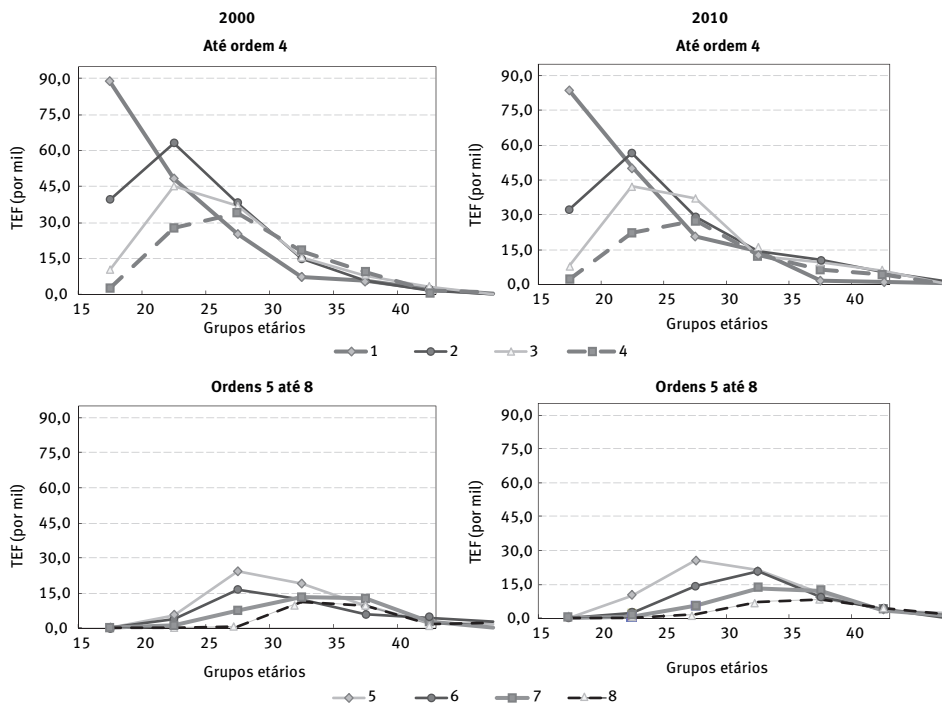 2000
Até ordem 4
90,0
75,0
60,0
45,0
30,0
15,0
0,0
TEF (por mil)
15 20 25 30 35 40
Grupos etários
2010
Até ordem 4
90,0
75,0
60,0
45,0
30,0
15,0
0,0
TEF (por mil)
15 20 25 30 35 40
Grupos etários
1 2 3 4
Ordens 5 até 8
90,0
75,0
60,0
45,0
30,0
15,0
0,0
TEF (por mil)
15 20 25 30 35 40
Grupos etários
Ordens 5 até 8
90,0
75,0
60,0
45,0
30,0
15,0
0,0
TEF (por mil)
15 20 25 30 35 40
Grupos etários
5 6 7 8